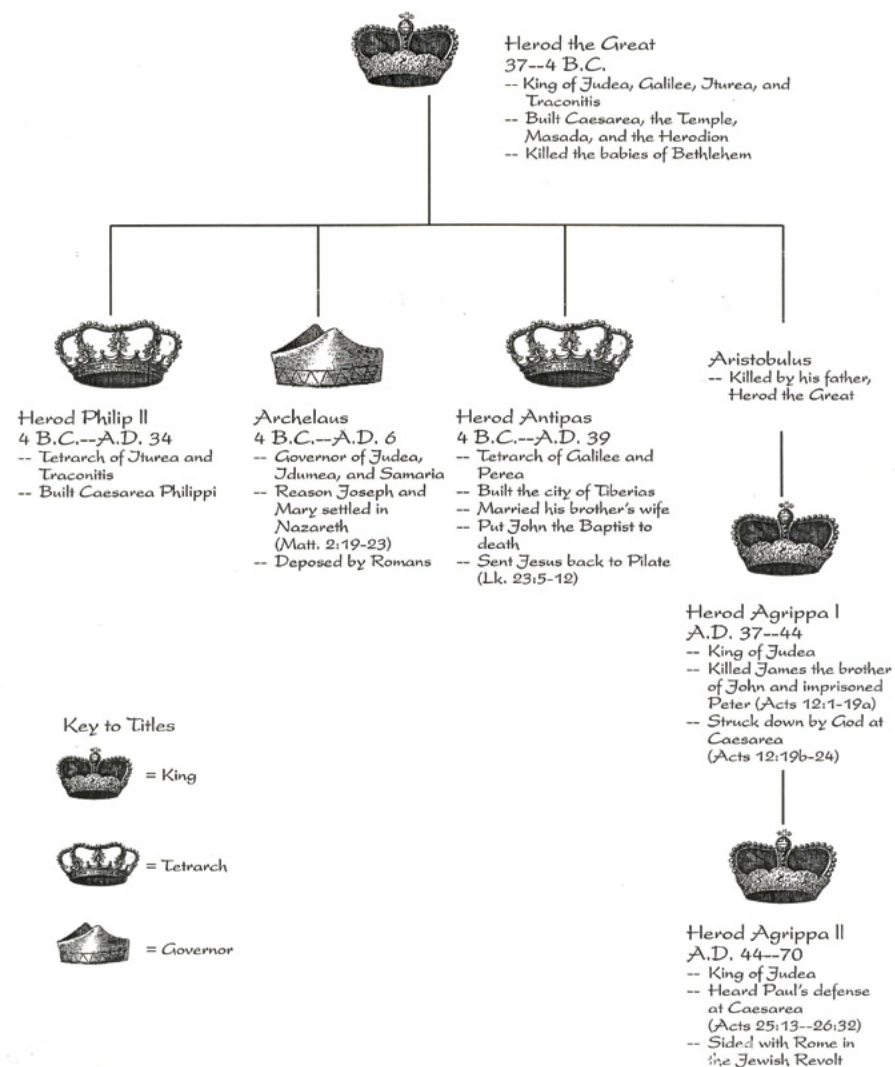 Herod the Great
37--4 B.C.
-- King of Judea, Galilee, Iturea, and
Traconitis
-- Built Caesarea, the Temple,
Masada, and the Herodion
-- Killed the babies of Bethlehem
Herod Philip II
4 B.C.--A.D. 34
-- Tetrarch of Iturea and
Traconitis
-- Built Caesarea Philippi
Archelaus
4 B.C.--A.D. 6
-- Governor of Judea,
Idumea, and Samaria
-- Reason Joseph and
Mary settled in
Nazareth
(Matt. 2:19-23)
-- Deposed by Romans
Herod Antipas
4 B.C.--A.D. 39
-- Tetrarch of Galilee and
Perea
-- Built the city of Tiberias
-- Married his brother's wife
-- Put John the Baptist to
death
-- Sent Jesus back to Pilate
(Lk. 23:5-12)
Aristobulus
-- Killed by his father,
Herod the Great
Herod Agrippa I
A.D. 37--44
-- King of Judea
-- Killed James the brother
of John and imprisoned
Peter (Acts 12:1-19a)
-- Struck down by God at
Caesarea
(Acts 12:19b-24)
Herod Agrippa II
A.D. 44--70
-- King of Judea
-- Heard Paul's defense
at Caesarea
(Acts 25:13--26:32)
-- Sided with Rome in
the Jewish Revolt
Key to Titles
= King
= Tetrarch
= Governor